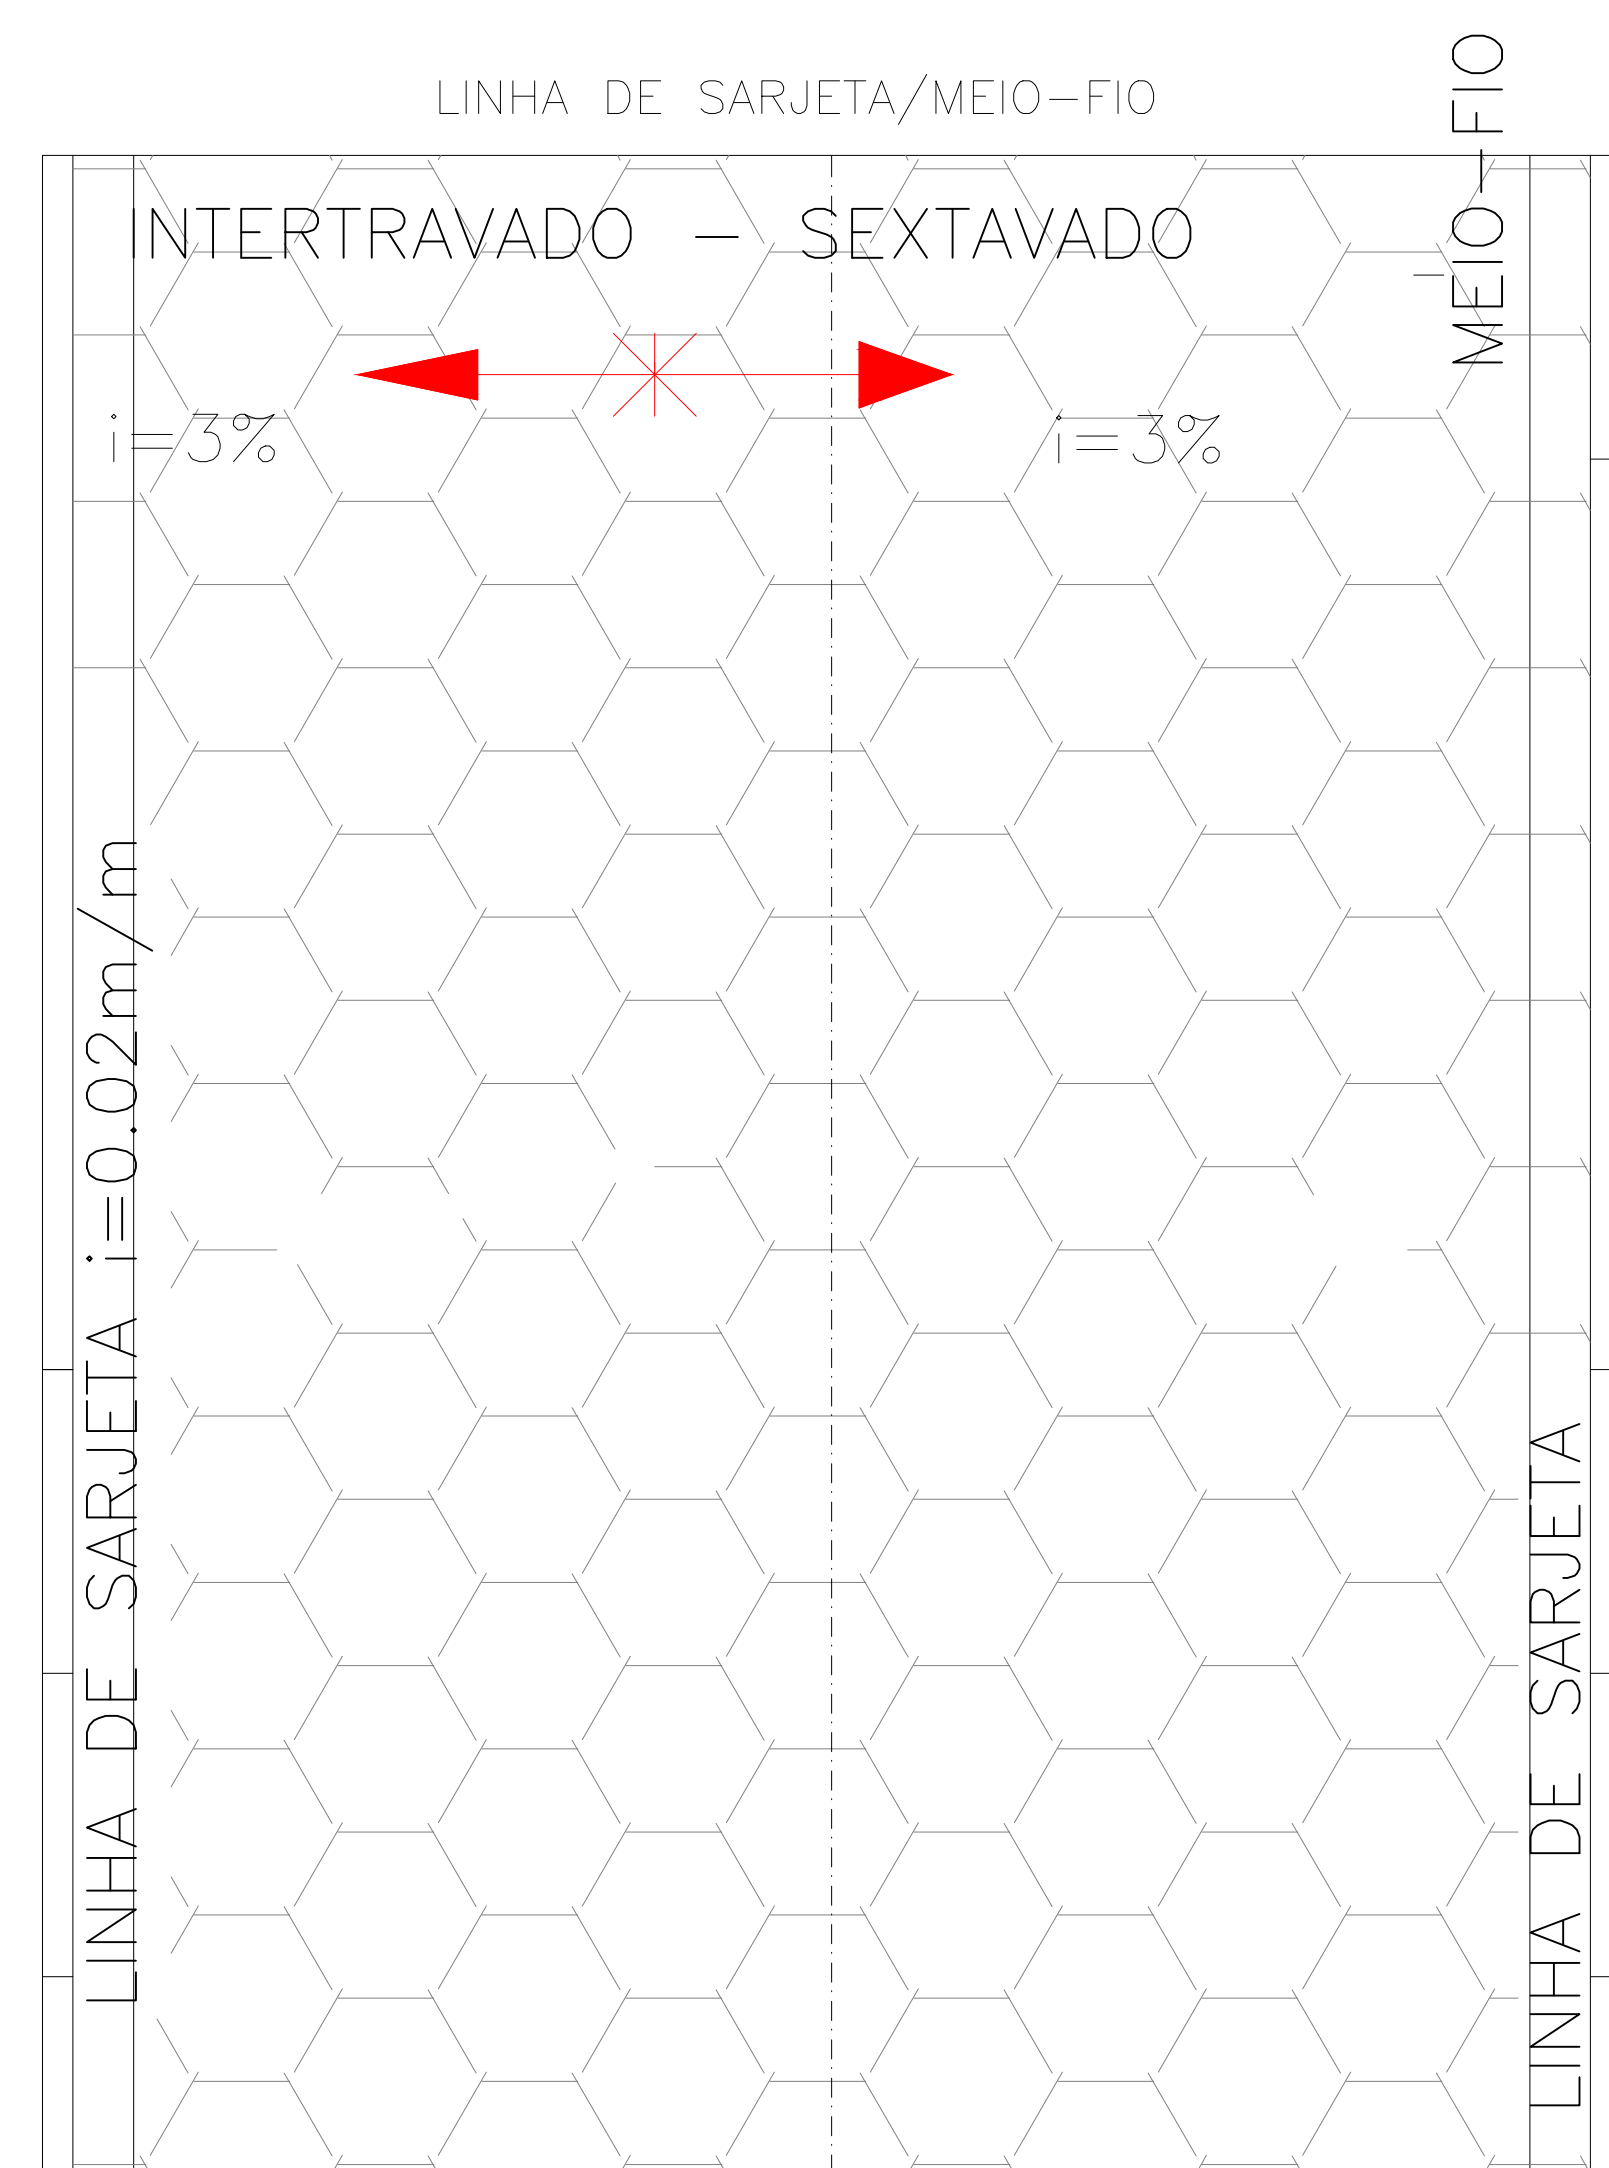 LINHA DE SARJETA/MEIO-FIO
MEIO-FIO
INTERTRAVADO - SEXTAVADO
i=3%
i=3%
LINHA DE SARJETA i=0.02m/m
LINHA DE SARJETA